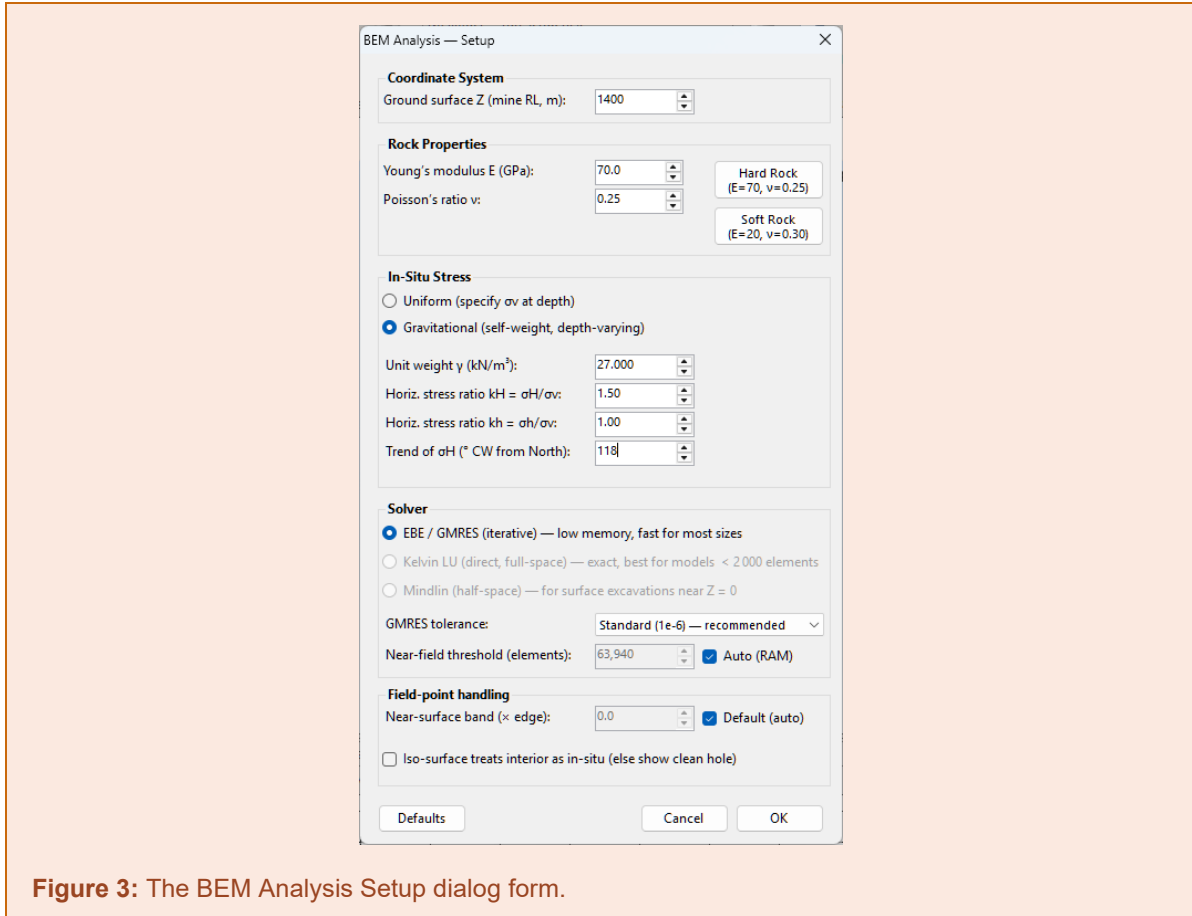 BEM Analysis — Setup
Coordinate System
Ground surface Z (mine RL, m): 1400
Rock Properties
Young's modulus E (GPa): 70.0
Hard Rock
(E=70, ν=0.25)
Poisson's ratio ν: 0.25
Soft Rock
(E=20, ν=0.30)
In-Situ Stress
Uniform (specify σv at depth)
Gravitational (self-weight, depth-varying)
Unit weight γ (kN/m³): 27.000
Horiz. stress ratio kH = σH/σv: 1.50
Horiz. stress ratio kh = σh/σv: 1.00
Trend of σH (° CW from North): 118
Solver
EBE / GMRES (iterative) — low memory, fast for most sizes
Kelvin LU (direct, full-space) — exact, best for models < 2 000 elements
Mindlin (half-space) — for surface excavations near Z = 0
GMRES tolerance: Standard (1e-6) — recommended
Near-field threshold (elements): 63,940 Auto (RAM)
Field-point handling
Near-surface band (× edge): 0.0 Default (auto)
Iso-surface treats interior as in-situ (else show clean hole)
Defaults Cancel OK
Figure 3: The BEM Analysis Setup dialog form.